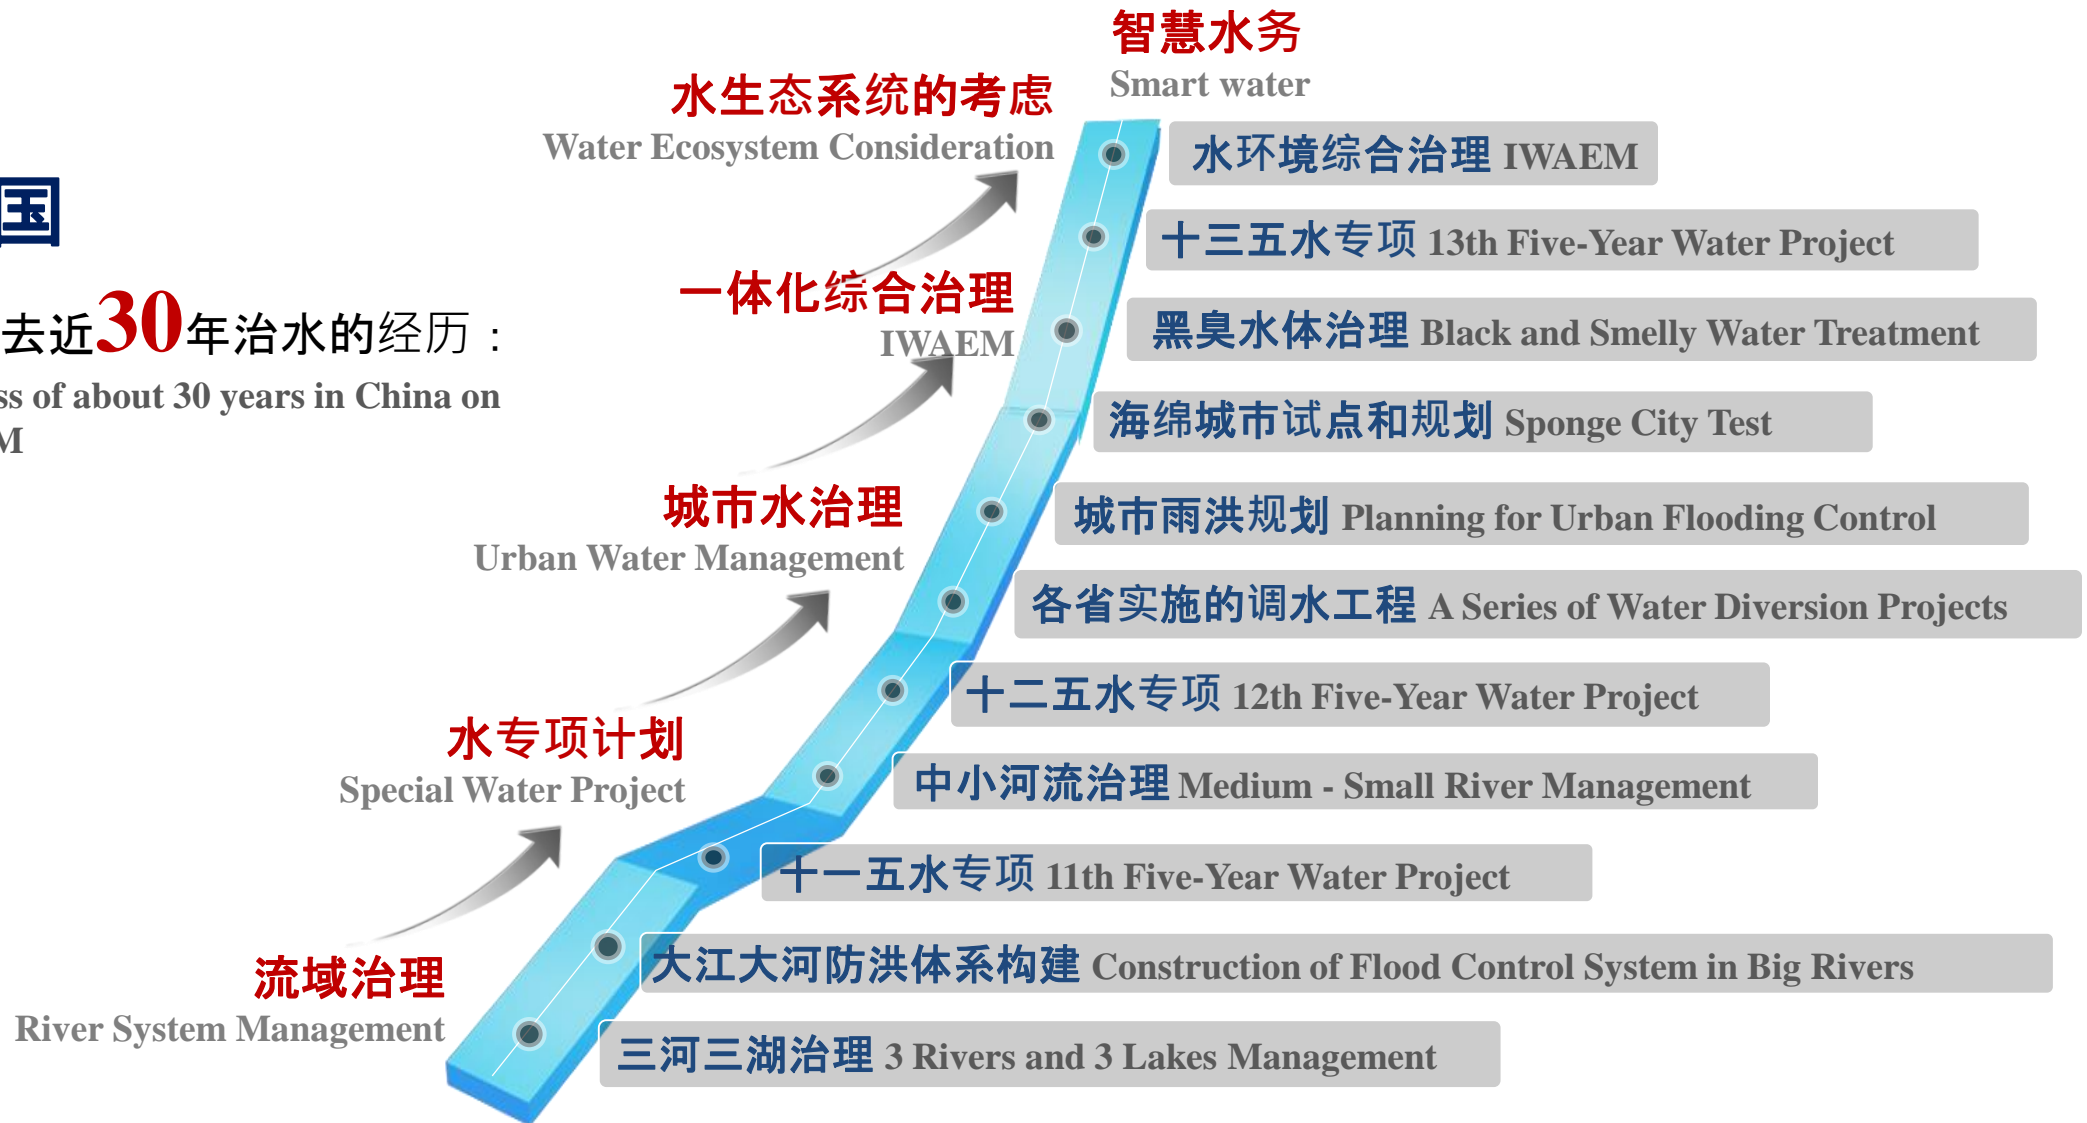 国
去近30年治水的经历：
ss of about 30 years in China on
M
智慧水务
Smart water
水生态系统的考虑
Water Ecosystem Consideration
一体化综合治理
IWAEM
城市水治理
Urban Water Management
水专项计划
Special Water Project
流域治理
River System Management
水环境综合治理 IWAEM
十三五水专项 13th Five-Year Water Project
黑臭水体治理 Black and Smelly Water Treatment
海绵城市试点和规划 Sponge City Test
城市雨洪规划 Planning for Urban Flooding Control
各省实施的调水工程 A Series of Water Diversion Projects
十二五水专项 12th Five-Year Water Project
中小河流治理 Medium - Small River Management
十一五水专项 11th Five-Year Water Project
大江大河防洪体系构建 Construction of Flood Control System in Big Rivers
三河三湖治理 3 Rivers and 3 Lakes Management